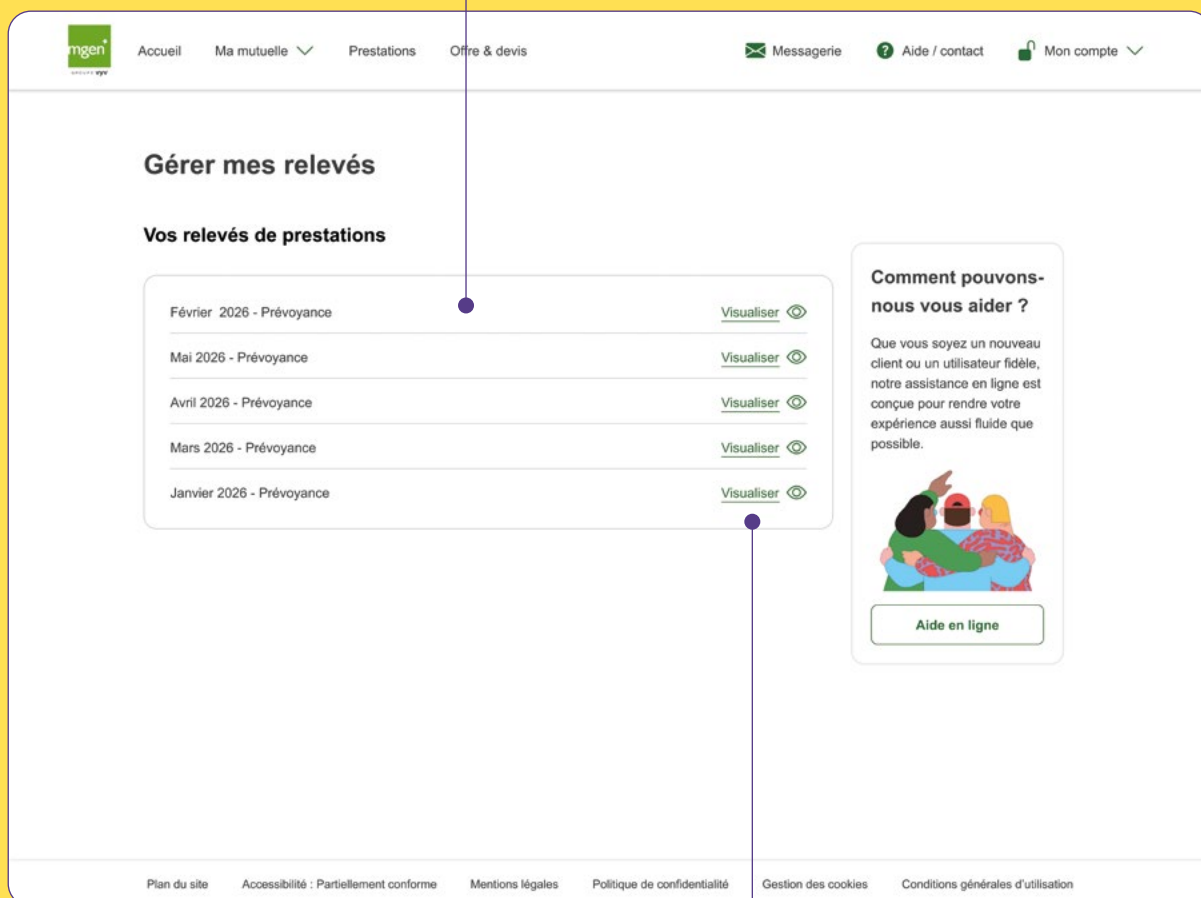 mgen+
GROUPE vyv
Accueil
Ma mutuelle
Prestations
Offre & devis
Messagerie
? Aide / contact
Mon compte
Gérer mes relevés
Vos relevés de prestations
Février 2026 - Prévoyance
Visualiser
Mai 2026 - Prévoyance
Visualiser
Avril 2026 - Prévoyance
Visualiser
Mars 2026 - Prévoyance
Visualiser
Janvier 2026 - Prévoyance
Visualiser
Comment pouvons-
nous vous aider ?
Que vous soyez un nouveau
client ou un utilisateur fidèle,
notre assistance en ligne est
conçue pour rendre votre
expérience aussi fluide que
possible.
Aide en ligne
Plan du site
Accessibilité : Partiellement conforme
Mentions légales
Politique de confidentialité
Gestion des cookies
Conditions générales d'utilisation